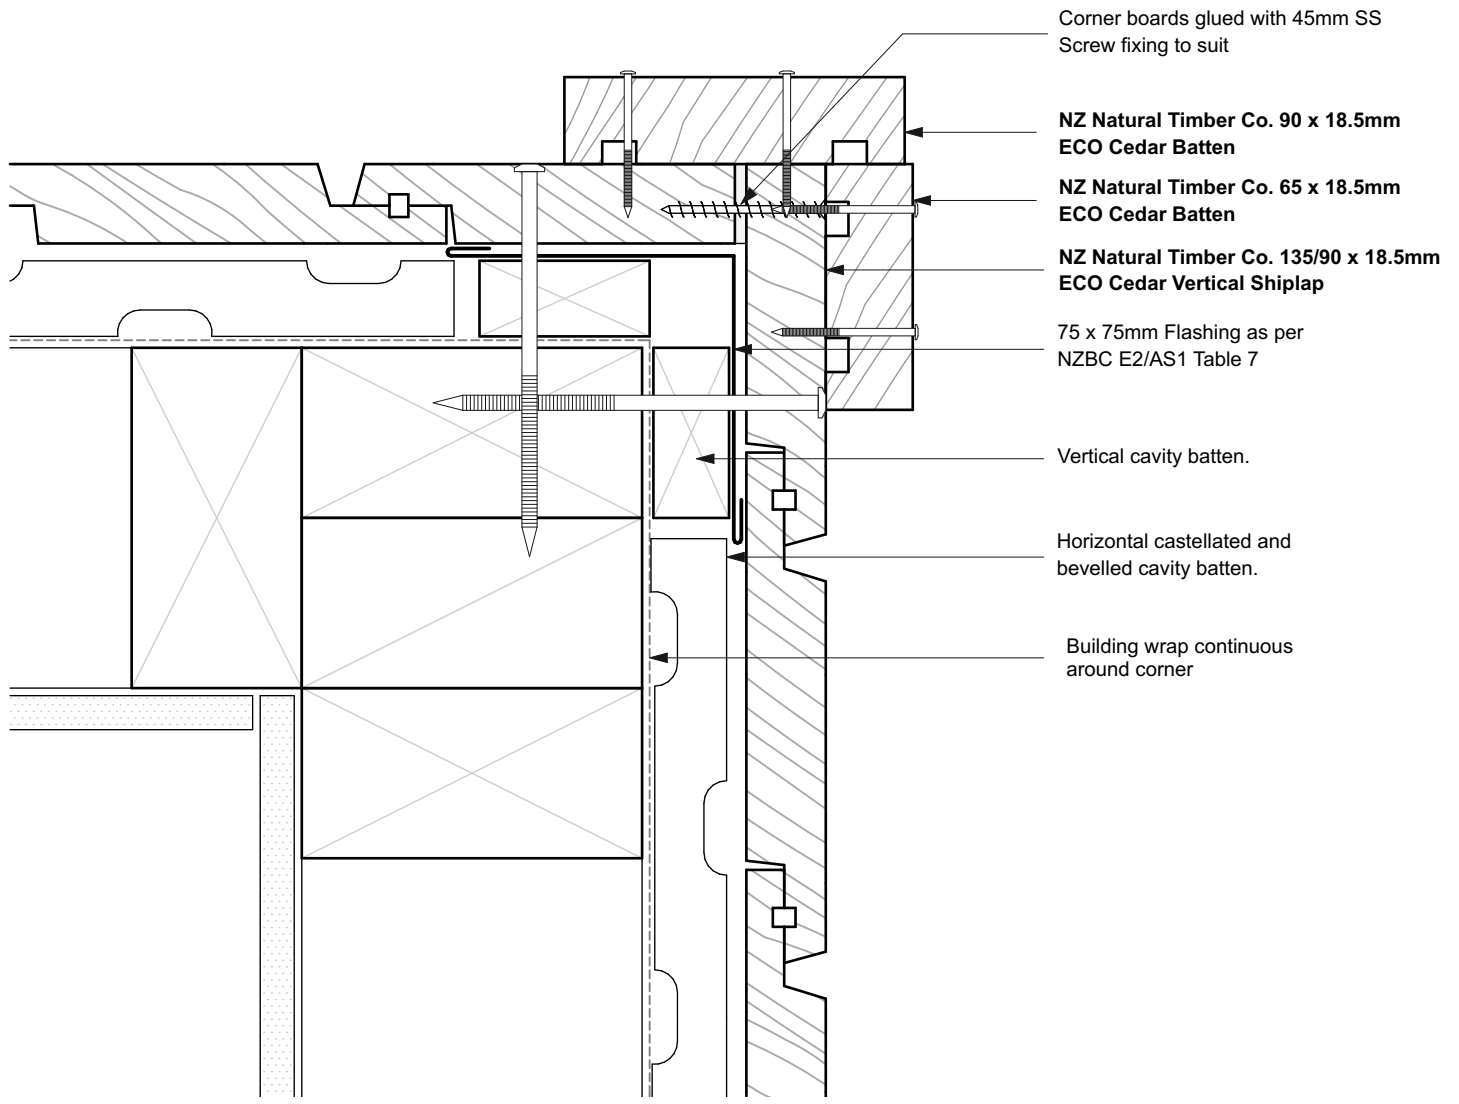 Corner boards glued with 45mm SS
Screw fixing to suit
NZ Natural Timber Co. 90 x 18.5mm
ECO Cedar Batten
NZ Natural Timber Co. 65 x 18.5mm
ECO Cedar Batten
NZ Natural Timber Co. 135/90 x 18.5mm
ECO Cedar Vertical Shiplap
75 x 75mm Flashing as per
NZBC E2/AS1 Table 7
Vertical cavity batten.
Horizontal castellated and
bevelled cavity batten.
Building wrap continuous
around corner